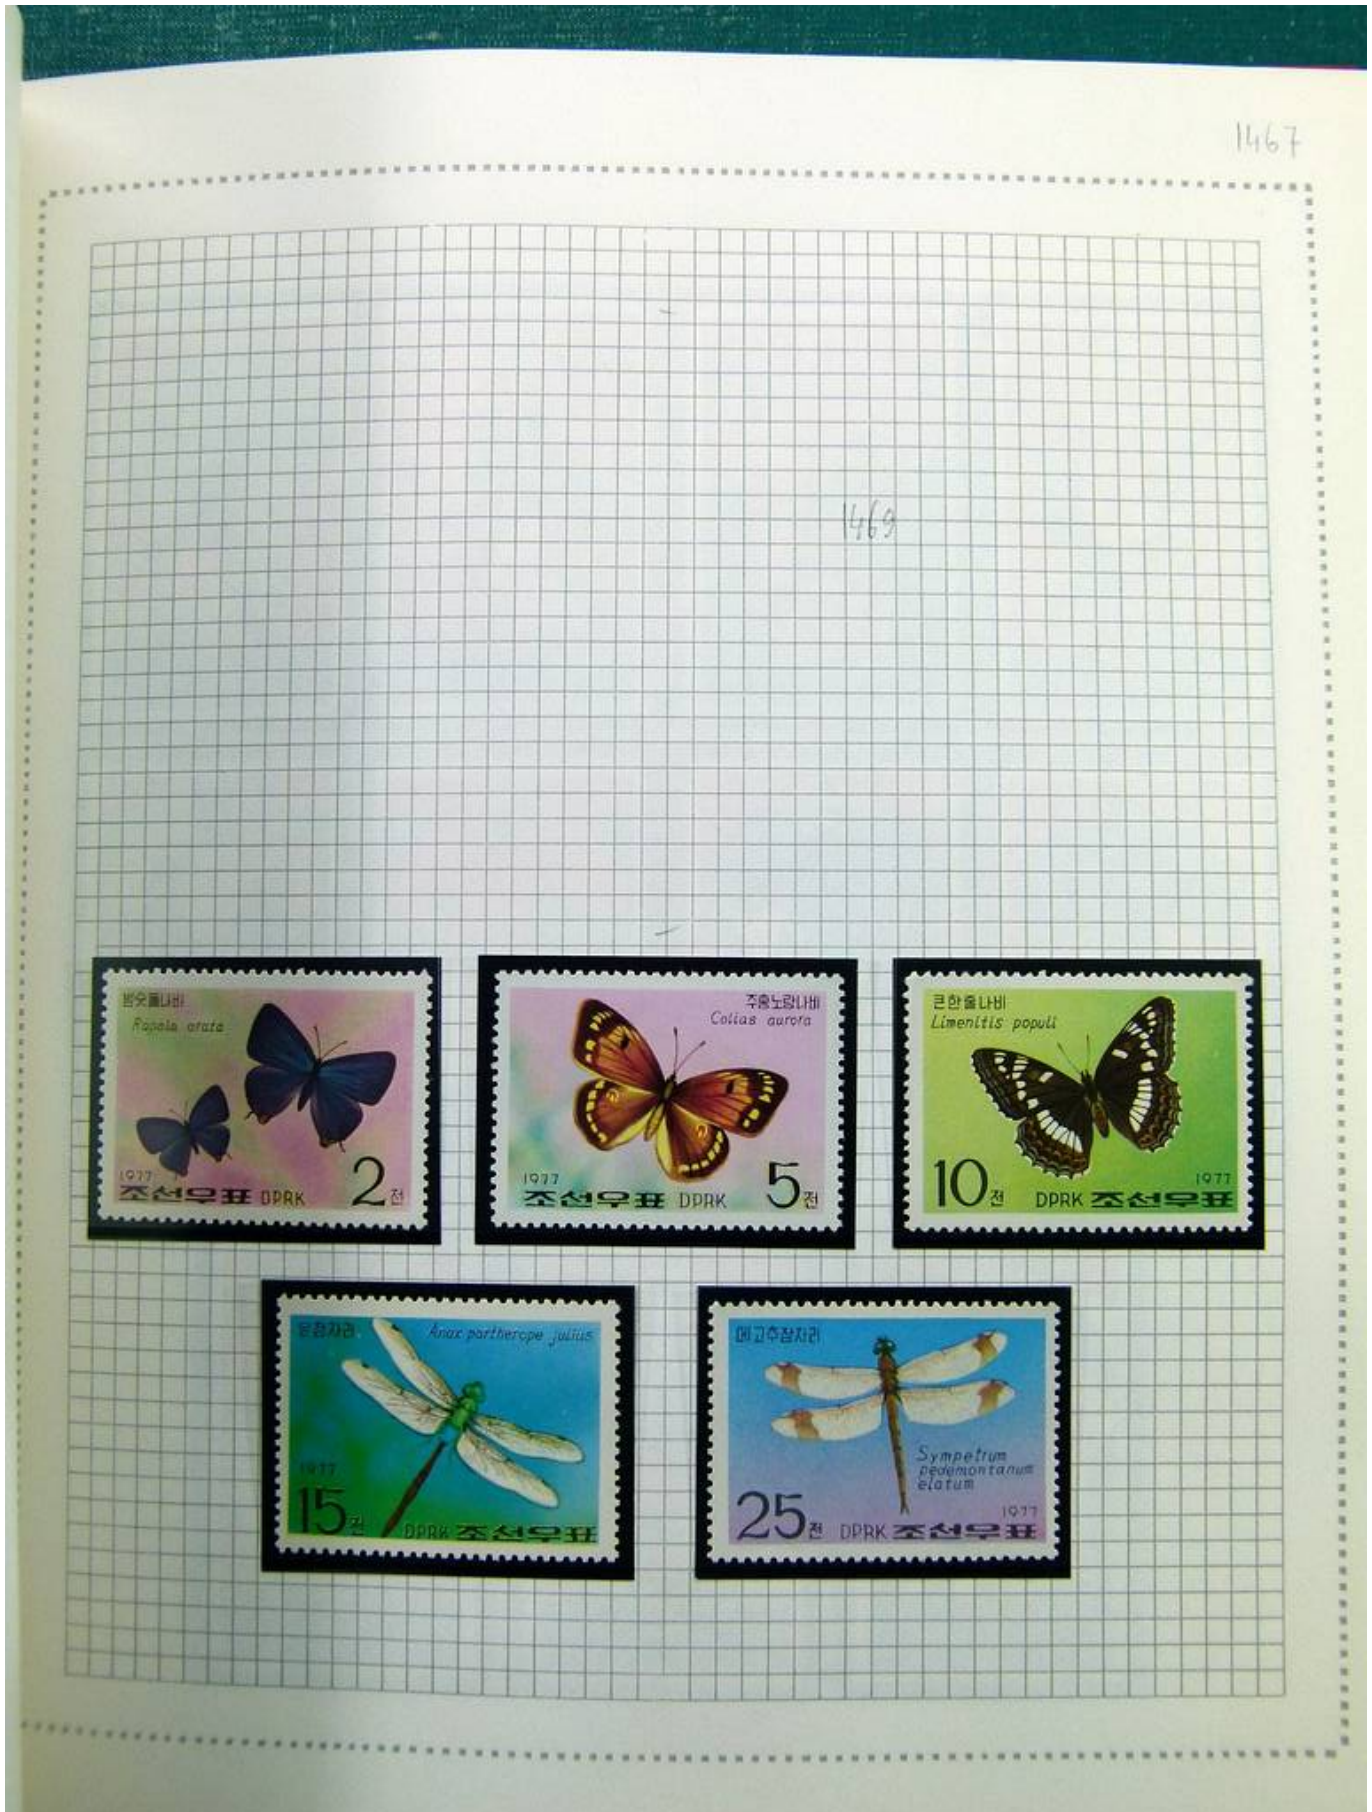 1467
1469
범숫돌나비
Rapala arata
1977
조선우표 DPRK 2전
주홍노랑나비
Colias aurora
1977
조선우표 DPRK 5전
큰한줄나비
Limenitis populi
1977
10전 DPRK 조선우표
왕잠자리 Anax parthenope julius
1977
15전 DPRK 조선우표
메고추잠자리
Sympetrum
pedemontanum
elatum
1977
25전 DPRK 조선우표